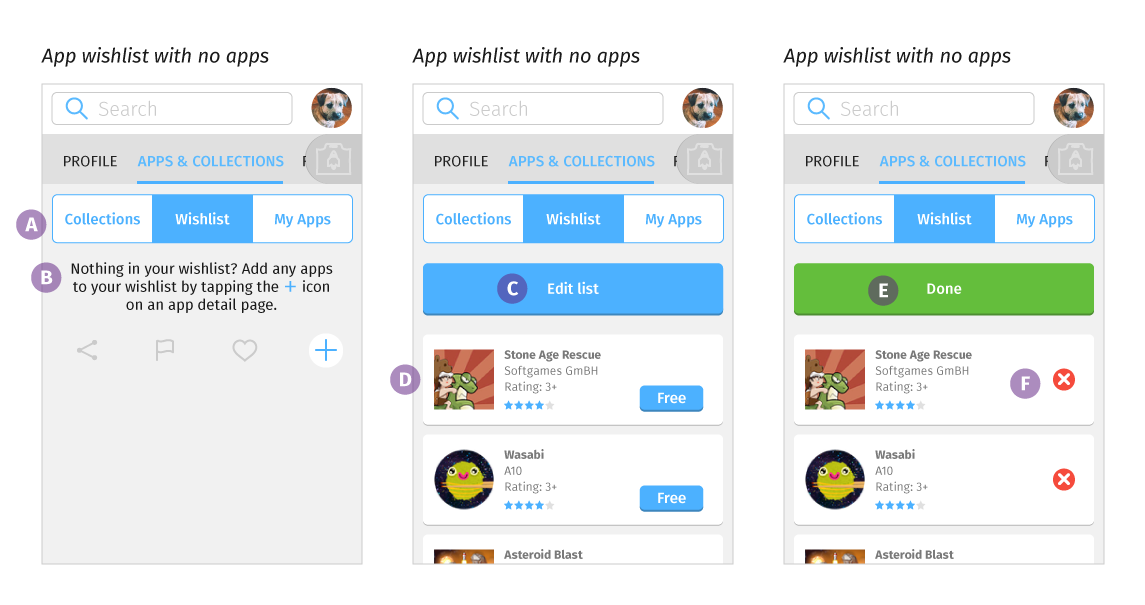 App wishlist with no apps
Search
PROFILE APPS & COLLECTIONS F
A
Collections Wishlist My Apps
B
Nothing in your wishlist? Add any apps
to your wishlist by tapping the + icon
on an app detail page.
App wishlist with no apps
Search
PROFILE APPS & COLLECTIONS F
Collections Wishlist My Apps
C Edit list
D
Stone Age Rescue
Softgames GmBH
Rating: 3+
Free
Wasabi
A10
Rating: 3+
Free
Asteroid Blast
App wishlist with no apps
Search
PROFILE APPS & COLLECTIONS F
Collections Wishlist My Apps
E Done
Stone Age Rescue
Softgames GmBH
Rating: 3+
F
Wasabi
A10
Rating: 3+
Asteroid Blast